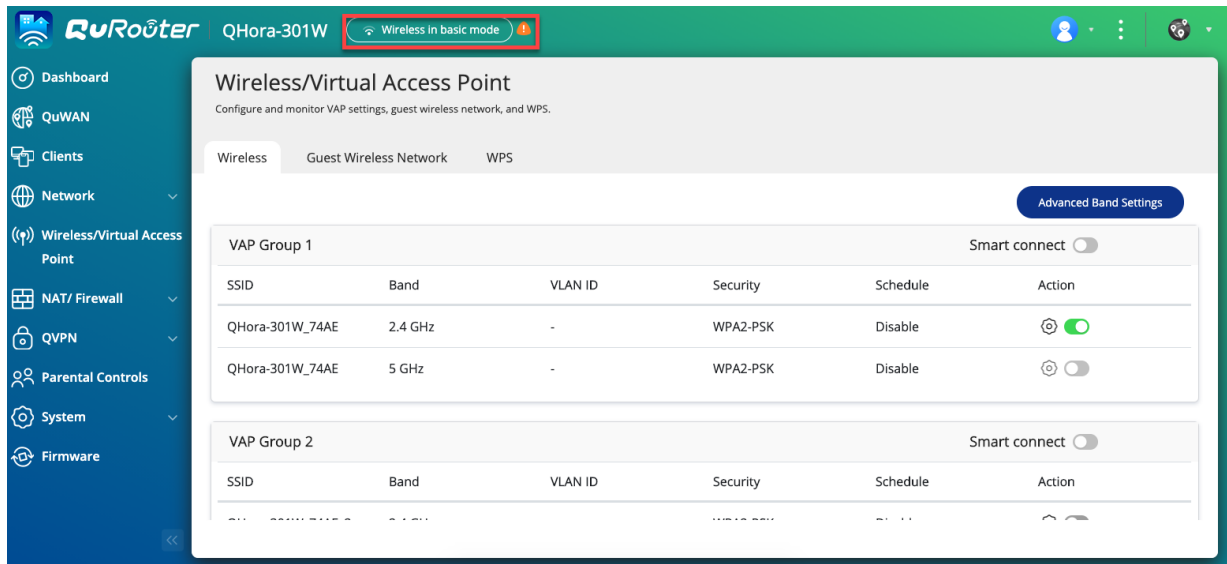 QuRouter QHora-301W Wireless in basic mode
Dashboard
QuWAN
Clients
Network
Wireless/Virtual Access
Point
NAT/ Firewall
QVPN
Parental Controls
System
Firmware
Wireless/Virtual Access Point
Configure and monitor VAP settings, guest wireless network, and WPS.
Wireless Guest Wireless Network WPS
Advanced Band Settings
VAP Group 1 Smart connect
SSID Band VLAN ID Security Schedule Action
QHora-301W_74AE 2.4 GHz - WPA2-PSK Disable
QHora-301W_74AE 5 GHz - WPA2-PSK Disable
VAP Group 2 Smart connect
SSID Band VLAN ID Security Schedule Action